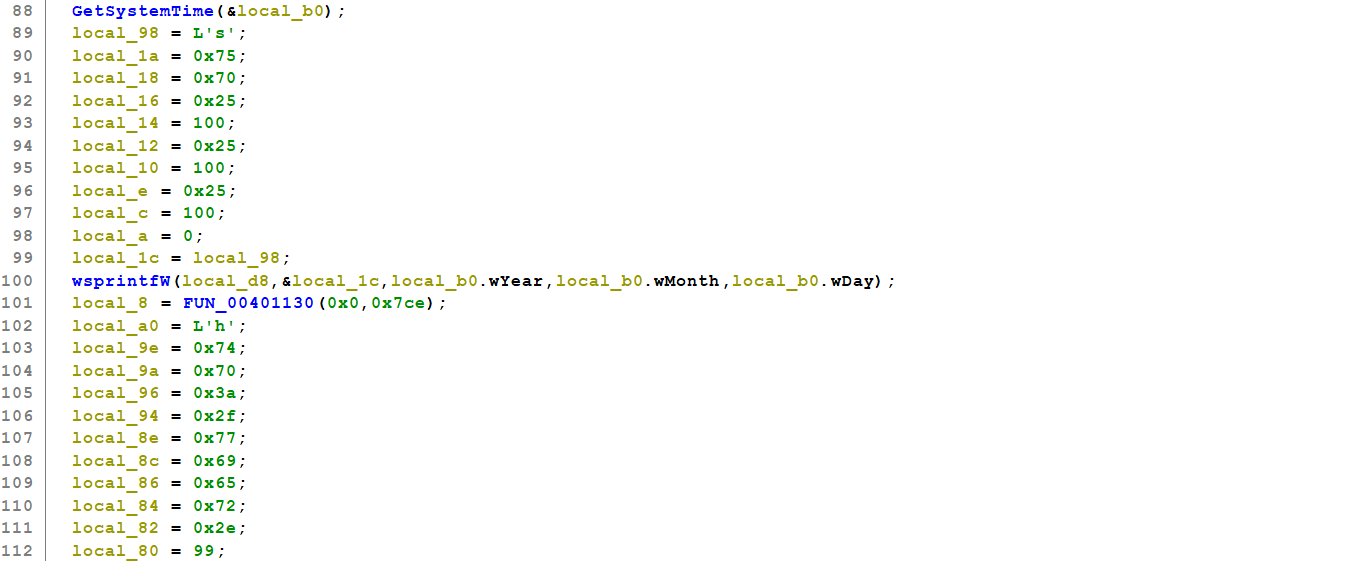 88 GetSystemTime(&local_b0);
89 local_98 = L's';
90 local_1a = 0x75;
91 local_18 = 0x70;
92 local_16 = 0x25;
93 local_14 = 100;
94 local_12 = 0x25;
95 local_10 = 100;
96 local_e = 0x25;
97 local_c = 100;
98 local_a = 0;
99 local_1c = local_98;
100 wsprintfW(local_d8,&local_1c,local_b0.wYear,local_b0.wMonth,local_b0.wDay);
101 local_8 = FUN_00401130(0x0,0x7ce);
102 local_a0 = L'h';
103 local_9e = 0x74;
104 local_9a = 0x70;
105 local_96 = 0x3a;
106 local_94 = 0x2f;
107 local_8e = 0x77;
108 local_8c = 0x69;
109 local_86 = 0x65;
110 local_84 = 0x72;
111 local_82 = 0x2e;
112 local_80 = 99;